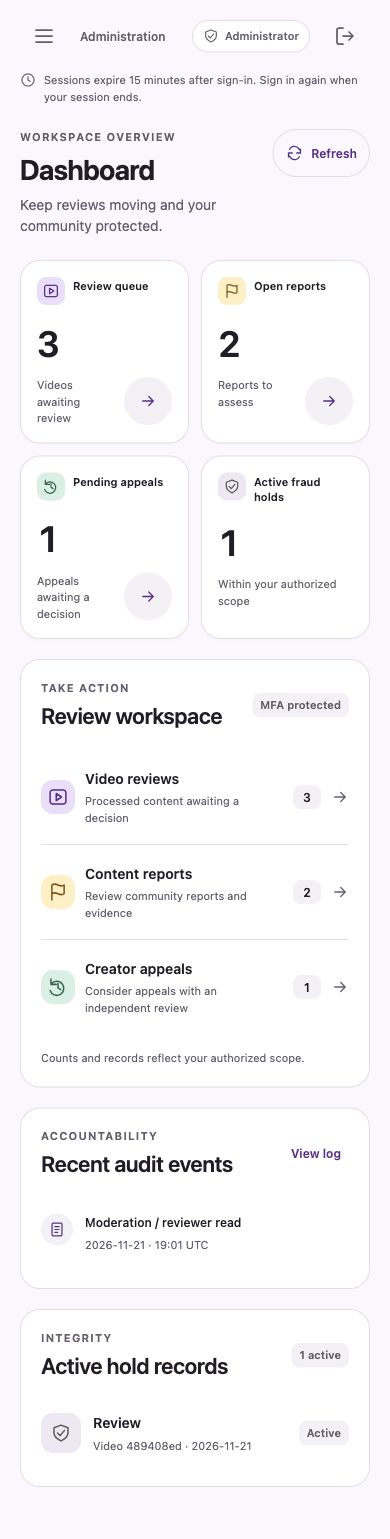 Administration
Administrator
Sessions expire 15 minutes after sign-in. Sign in again when
your session ends.
WORKSPACE OVERVIEW
Dashboard
Refresh
Keep reviews moving and your
community protected.
Review queue
3
Videos
awaiting
review
Open reports
2
Reports to
assess
Pending appeals
1
Appeals
awaiting a
decision
Active fraud
holds
1
Within your authorized
scope
TAKE ACTION
Review workspace
MFA protected
Video reviews
Processed content awaiting a
decision
3
Content reports
Review community reports and
evidence
2
Creator appeals
Consider appeals with an
independent review
1
Counts and records reflect your authorized scope.
ACCOUNTABILITY
Recent audit events
View log
Moderation / reviewer read
2026-11-21 · 19:01 UTC
INTEGRITY
Active hold records
1 active
Review
Video 489408ed · 2026-11-21
Active